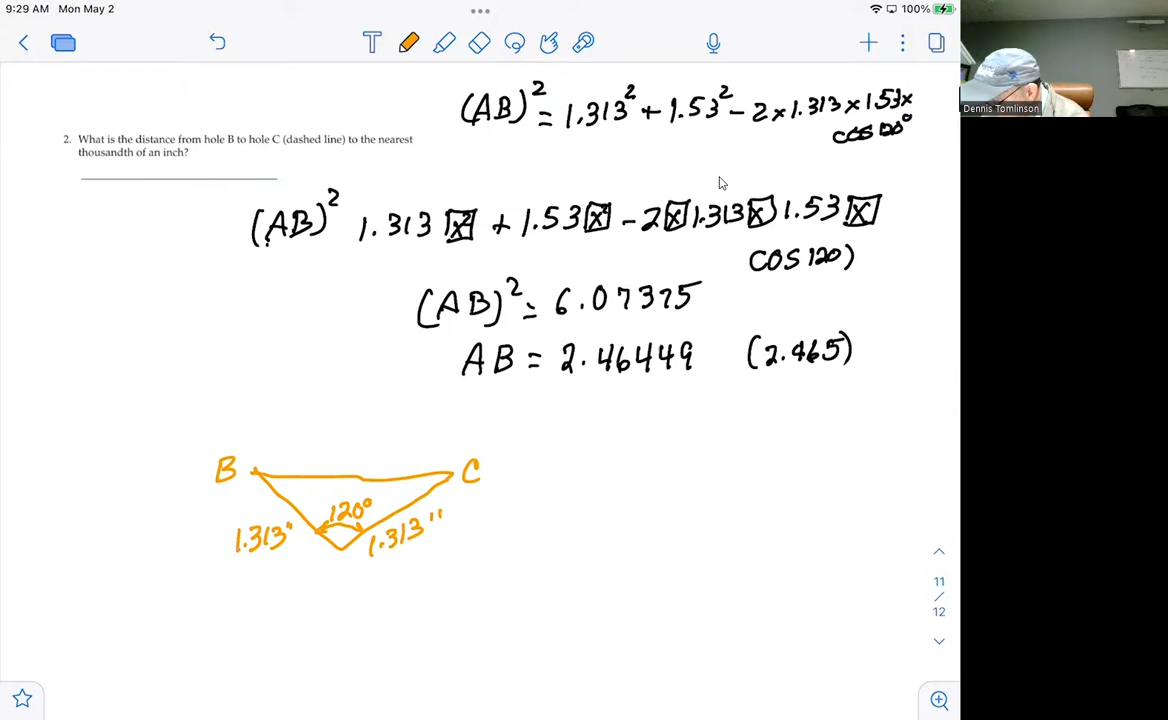 9:29 AM Mon May 2
100%
Dennis Tomlinson
(AB)² = 1.313² + 1.53² - 2 x 1.313 x 1.53 x
cos 120°
2. What is the distance from hole B to hole C (dashed line) to the nearest
thousandth of an inch?
(AB)² 1.313 x² + 1.53 x² - 2 x 1.313 x 1.53 x
COS 120)
(AB)² = 6.07375
AB = 2.46449 (2.465)
B C
120°
1.313" 1.313"
11
/
12